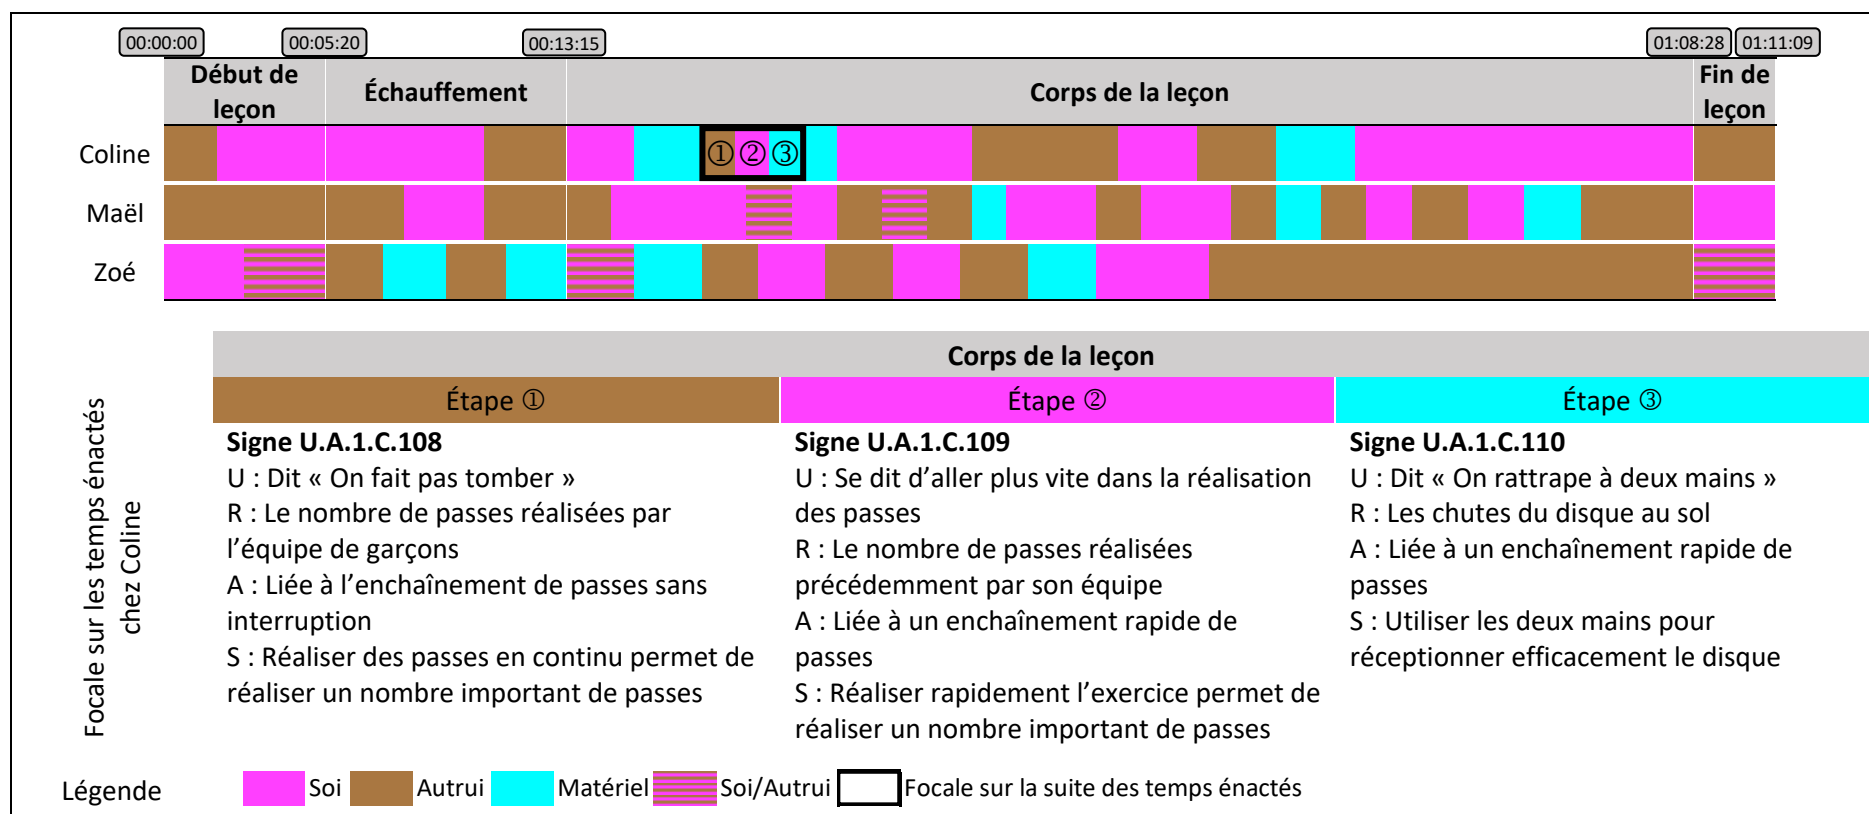 00:00:00 00:05:20 00:13:15 01:08:28 01:11:09
Début de leçon Échauffement Corps de la leçon Fin de leçon
Coline ① ② ③
Maël
Zoé
Corps de la leçon
Étape ① Étape ② Étape ③
Focale sur les temps énactés
chez Coline
Signe U.A.1.C.108
U : Dit « On fait pas tomber »
R : Le nombre de passes réalisées par
l’équipe de garçons
A : Liée à l’enchaînement de passes sans
interruption
S : Réaliser des passes en continu permet de
réaliser un nombre important de passes
Signe U.A.1.C.109
U : Se dit d’aller plus vite dans la réalisation
des passes
R : Le nombre de passes réalisées
précédemment par son équipe
A : Liée à un enchaînement rapide de
passes
S : Réaliser rapidement l’exercice permet de
réaliser un nombre important de passes
Signe U.A.1.C.110
U : Dit « On rattrape à deux mains »
R : Les chutes du disque au sol
A : Liée à un enchaînement rapide de
passes
S : Utiliser les deux mains pour
réceptionner efficacement le disque
Légende Soi Autrui Matériel Soi/Autrui Focale sur la suite des temps énactés